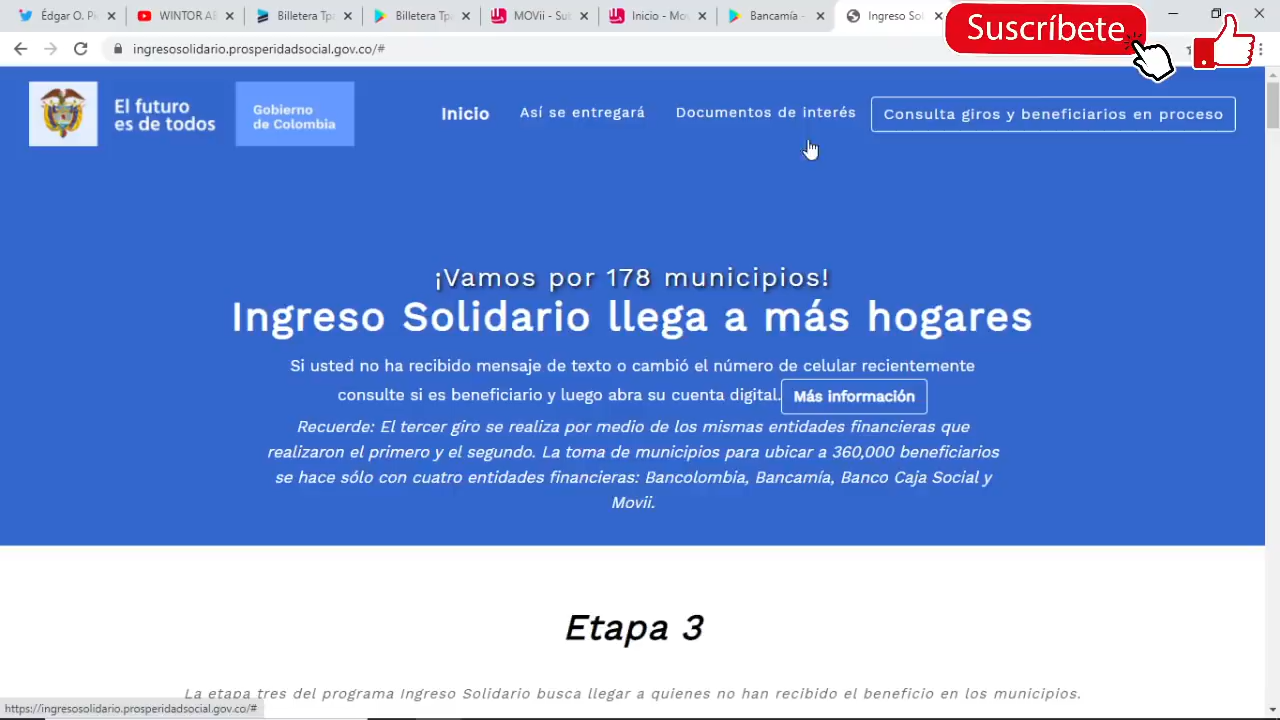 Édgar O. Pi
WINTOR AB
Billetera Tpa
Billetera Tpa
MOVii - Sub
Inicio - Mov
Bancamía -
Ingreso Sol
Suscríbete
ingresosolidario.prosperidadsocial.gov.co/#
El futuro
es de todos
Gobierno
de Colombia
Inicio
Así se entregará
Documentos de interés
Consulta giros y beneficiarios en proceso
¡Vamos por 178 municipios!
Ingreso Solidario llega a más hogares
Si usted no ha recibido mensaje de texto o cambió el número de celular recientemente
consulte si es beneficiario y luego abra su cuenta digital. Más información
Recuerde: El tercer giro se realiza por medio de los mismas entidades financieras que
realizaron el primero y el segundo. La toma de municipios para ubicar a 360,000 beneficiarios
se hace sólo con cuatro entidades financieras: Bancolombia, Bancamía, Banco Caja Social y
Movii.
Etapa 3
La etapa tres del programa Ingreso Solidario busca llegar a quienes no han recibido el beneficio en los municipios.
https://ingresosolidario.prosperidadsocial.gov.co/#